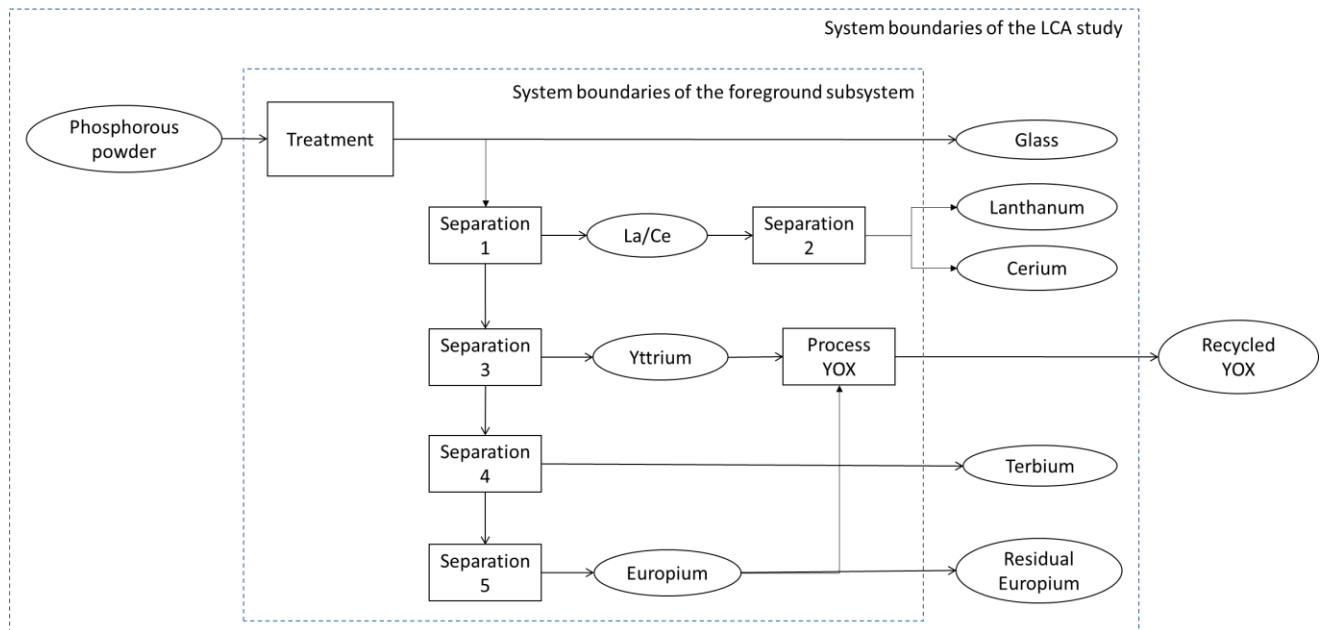 System boundaries of the LCA study
System boundaries of the foreground subsystem
Phosphorous
powder
Treatment
Glass
Separation
1
La/Ce
Separation
2
Lanthanum
Cerium
Separation
3
Yttrium
Process
YOX
Recycled
YOX
Separation
4
Terbium
Separation
5
Europium
Residual
Europium